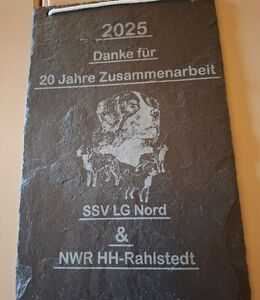 2025
Danke für
20 Jahre Zusammenarbeit
SSV LG Nord
&
NWR HH-Rahlstedt